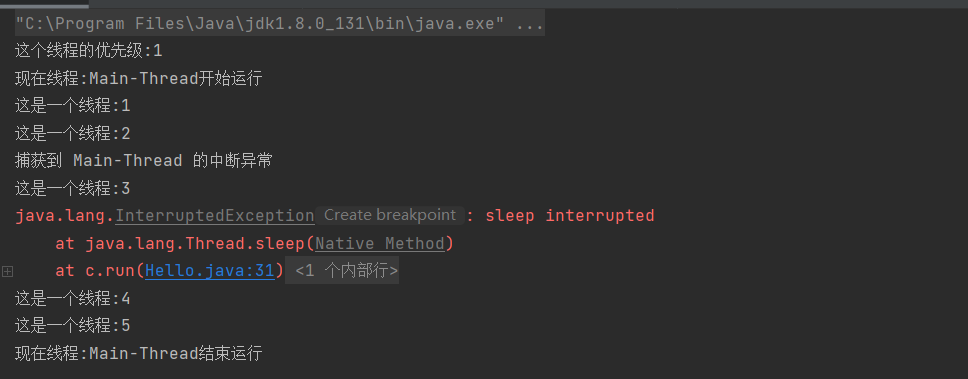 "C:\Program Files\Java\jdk1.8.0_131\bin\java.exe" ...
这个线程的优先级:1
现在线程:Main-Thread开始运行
这是一个线程:1
这是一个线程:2
捕获到 Main-Thread 的中断异常
这是一个线程:3
java.lang.InterruptedException Create breakpoint : sleep interrupted
    at java.lang.Thread.sleep(Native Method)
    at c.run(Hello.java:31) <1 个内部行>
这是一个线程:4
这是一个线程:5
现在线程:Main-Thread结束运行